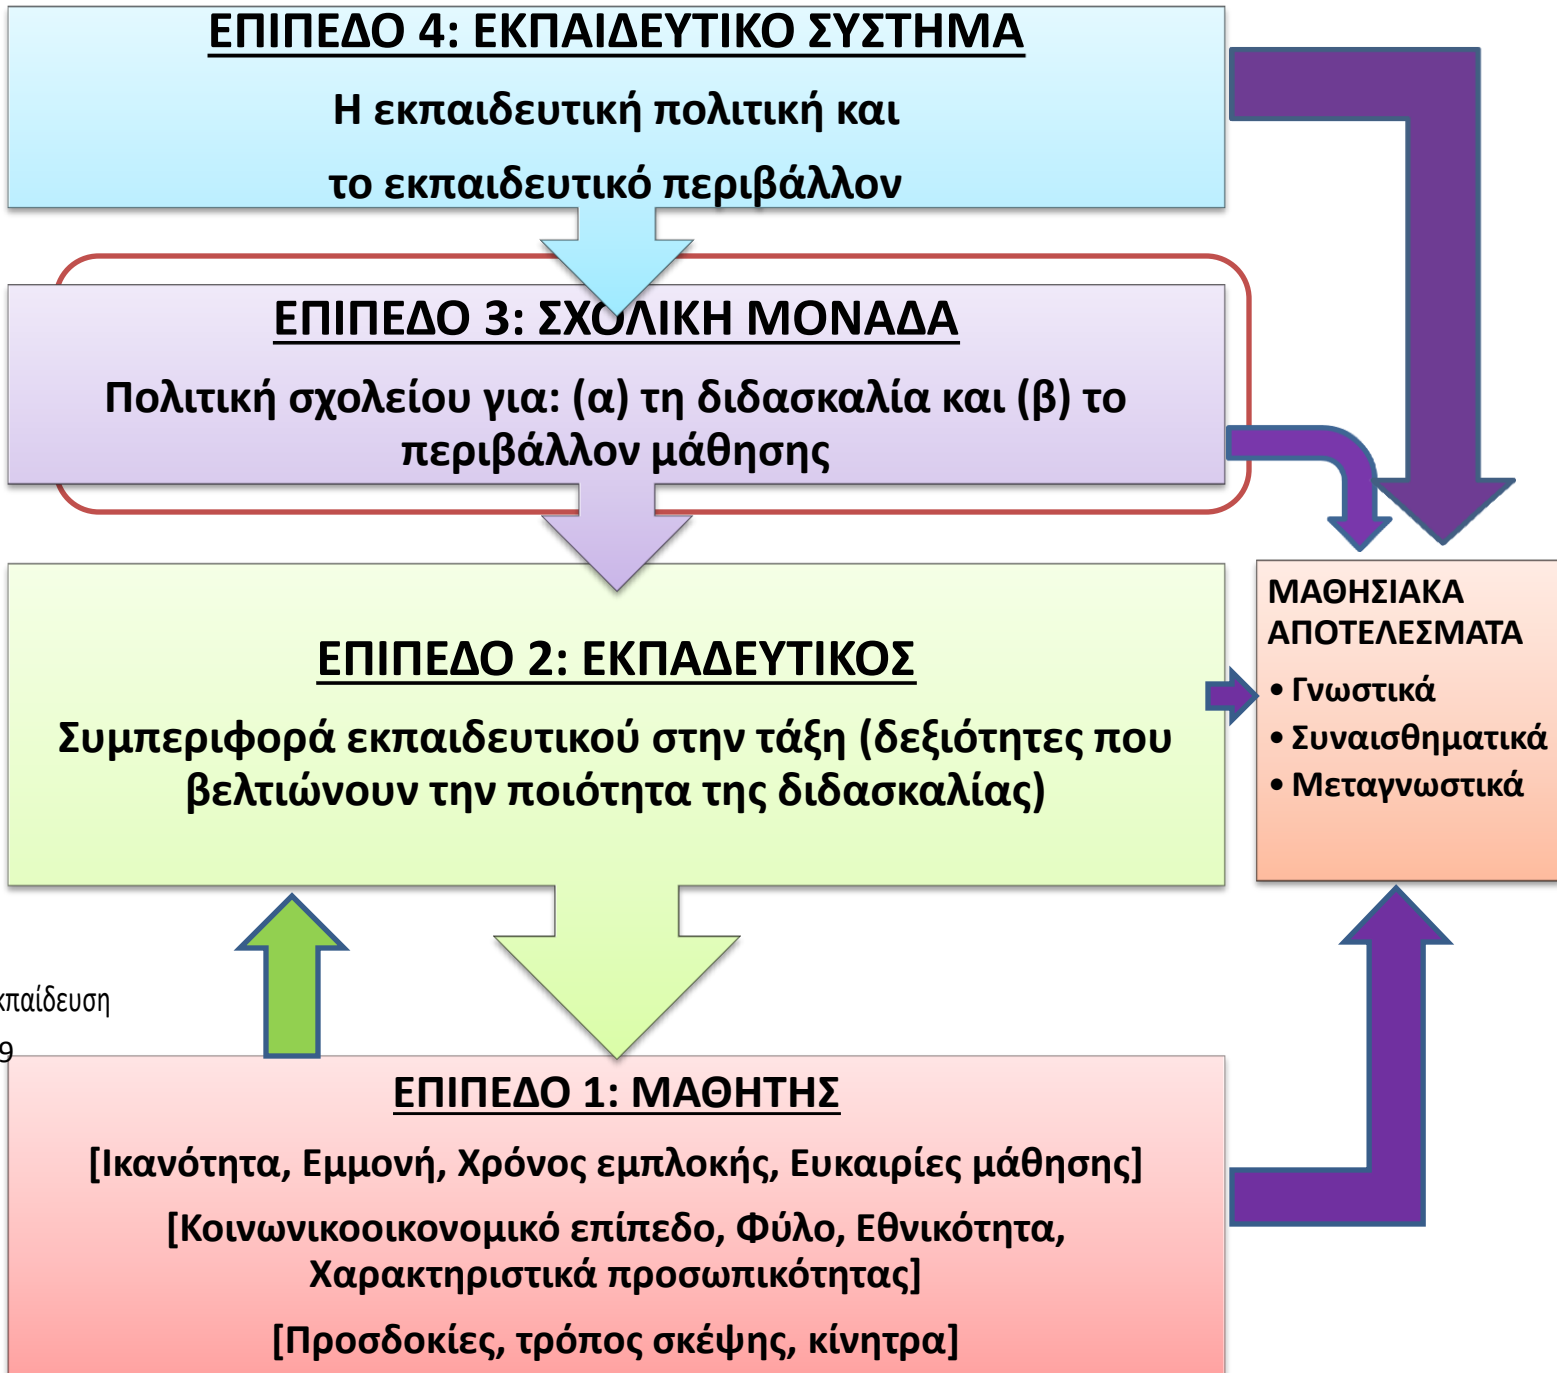 ΕΠΙΠΕΔΟ 4: ΕΚΠΑΙΔΕΥΤΙΚΟ ΣΥΣΤΗΜΑ
Η εκπαιδευτική πολιτική και
το εκπαιδευτικό περιβάλλον
ΕΠΙΠΕΔΟ 3: ΣΧΟΛΙΚΗ ΜΟΝΑΔΑ
Πολιτική σχολείου για: (α) τη διδασκαλία και (β) το
περιβάλλον μάθησης
ΕΠΙΠΕΔΟ 2: ΕΚΠΑΔΕΥΤΙΚΟΣ
Συμπεριφορά εκπαιδευτικού στην τάξη (δεξιότητες που
βελτιώνουν την ποιότητα της διδασκαλίας)
ΜΑΘΗΣΙΑΚΑ
ΑΠΟΤΕΛΕΣΜΑΤΑ
• Γνωστικά
• Συναισθηματικά
• Μεταγνωστικά
κπαίδευση
9
ΕΠΙΠΕΔΟ 1: ΜΑΘΗΤΗΣ
[Ικανότητα, Εμμονή, Χρόνος εμπλοκής, Ευκαιρίες μάθησης]
[Κοινωνικοοικονομικό επίπεδο, Φύλο, Εθνικότητα,
Χαρακτηριστικά προσωπικότητας]
[Προσδοκίες, τρόπος σκέψης, κίνητρα]